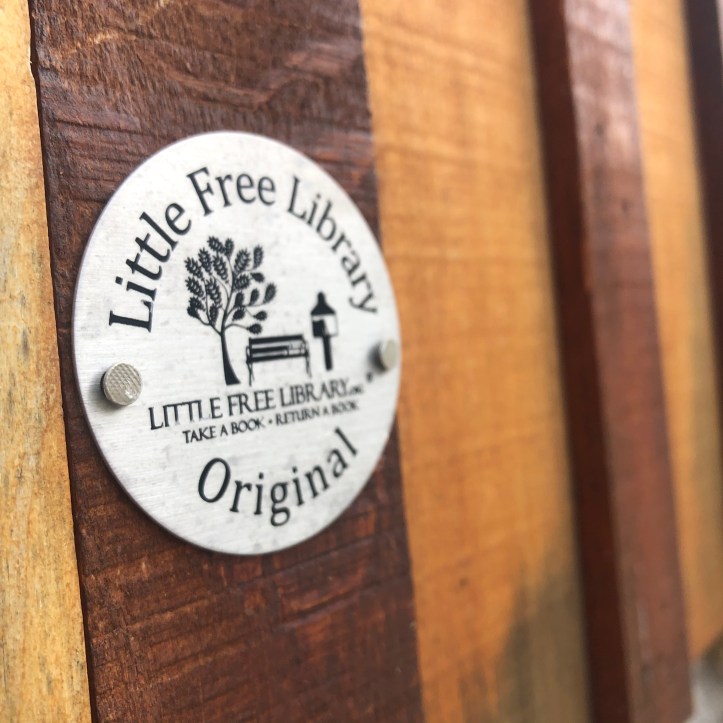 Little Free Library
LITTLE FREE LIBRARY.ORG®
TAKE A BOOK • RETURN A BOOK
Original